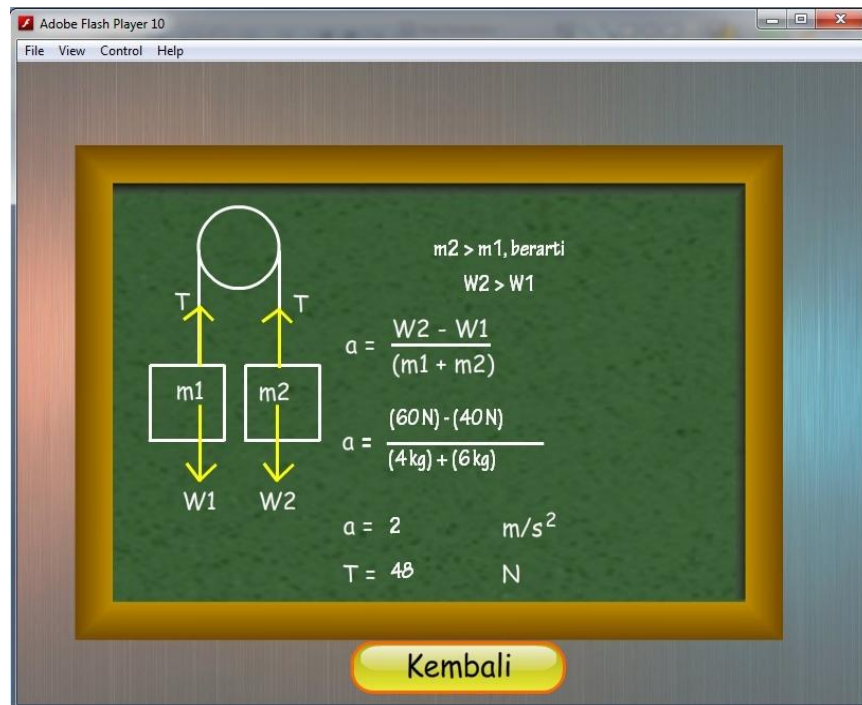 Adobe Flash Player 10
File View Control Help
m2 > m1, berarti
W2 > W1
T T
a = W2 - W1
(m1 + m2)
m1 m2
a = (60 N) - (40 N)
(4 kg) + (6 kg)
W1 W2
a = 2 m/s²
T = 48 N
Kembali